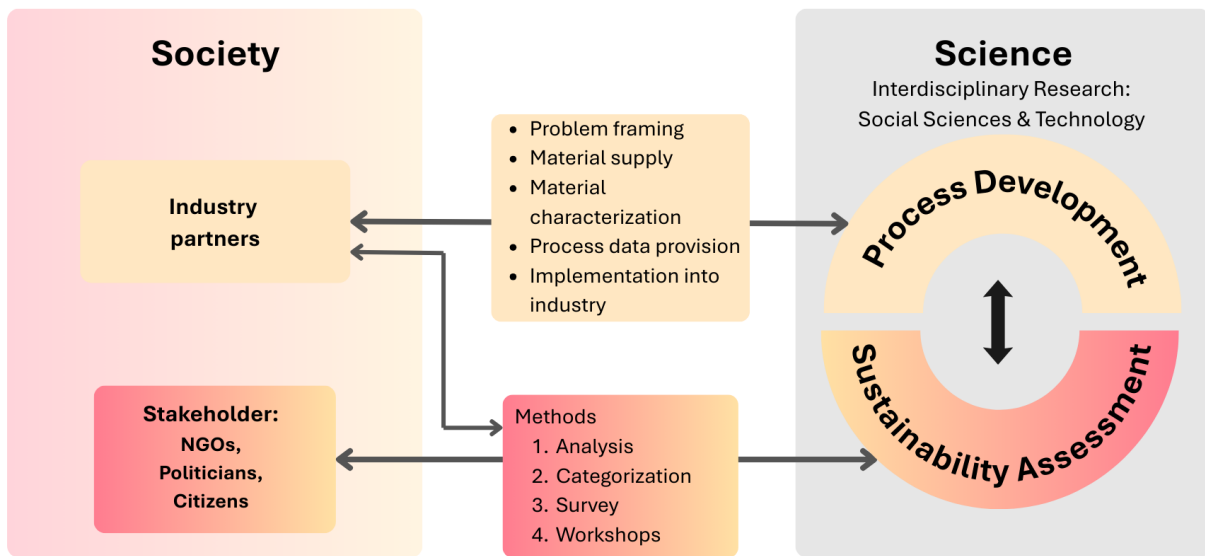 Society
Industry
partners
Stakeholder:
NGOs,
Politicians,
Citizens
• Problem framing
• Material supply
• Material
characterization
• Process data provision
• Implementation into
industry
Methods
1. Analysis
2. Categorization
3. Survey
4. Workshops
Science
Interdisciplinary Research:
Social Sciences & Technology
Process Development
Sustainability Assessment